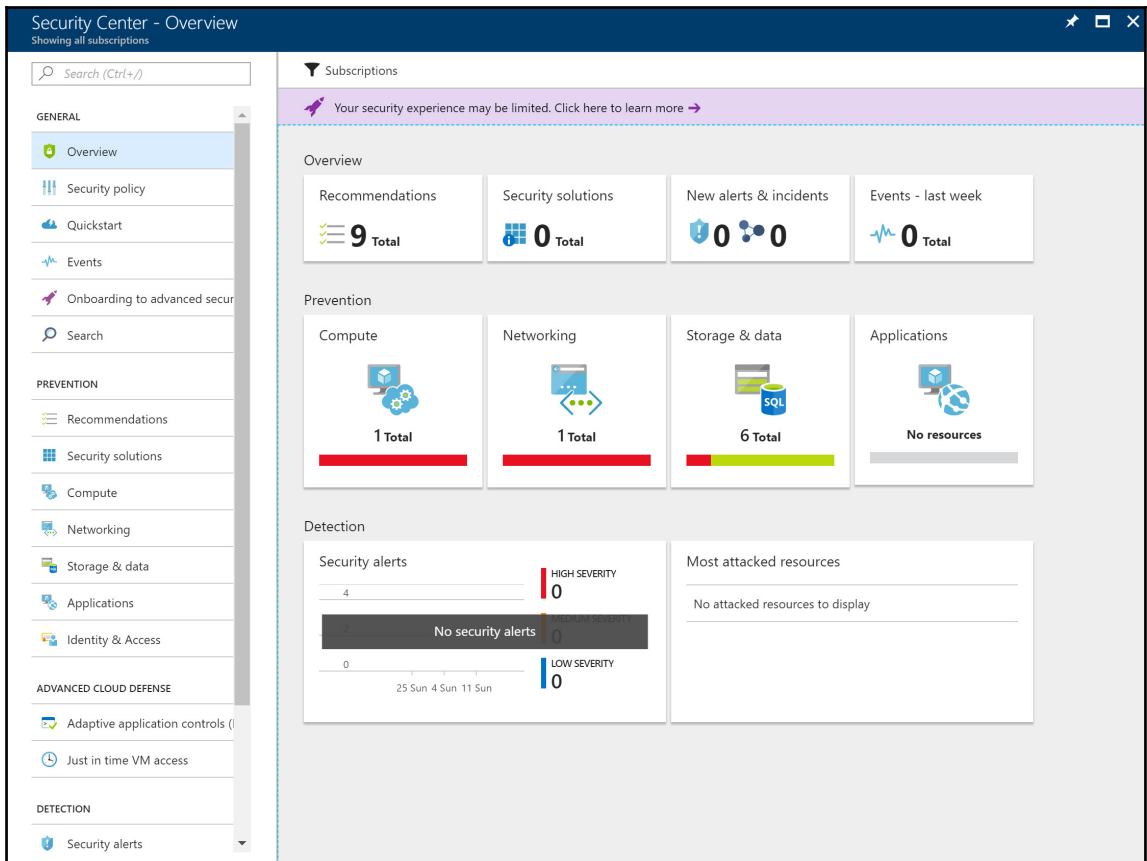 Security Center - Overview
Showing all subscriptions
Search (Ctrl+/)
GENERAL
Overview
Security policy
Quickstart
Events
Onboarding to advanced secur
Search
PREVENTION
Recommendations
Security solutions
Compute
Networking
Storage & data
Applications
Identity & Access
ADVANCED CLOUD DEFENSE
Adaptive application controls (
Just in time VM access
DETECTION
Security alerts
Subscriptions
Your security experience may be limited. Click here to learn more →
Overview
Recommendations
9 Total
Security solutions
0 Total
New alerts & incidents
0 0
Events - last week
0 Total
Prevention
Compute
1 Total
Networking
1 Total
Storage & data
SQL
6 Total
Applications
No resources
Detection
Security alerts
4
2
0
25 Sun 4 Sun 11 Sun
No security alerts
HIGH SEVERITY
0
MEDIUM SEVERITY
0
LOW SEVERITY
0
Most attacked resources
No attacked resources to display